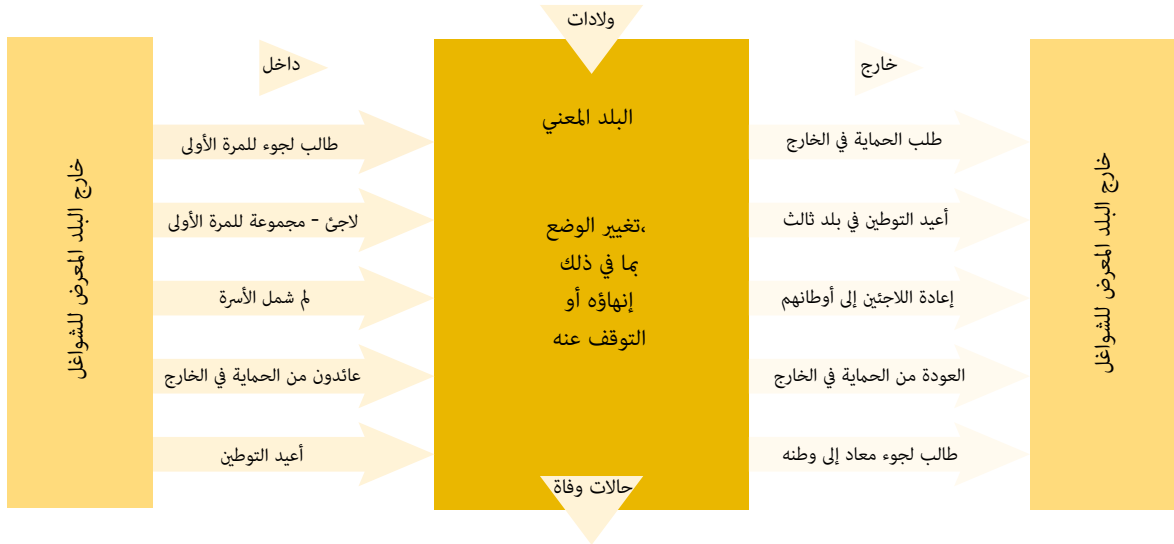 ولادات
داخل
خارج
خارج البلد المعرض للشواغل
طالب لجوء للمرة الأولى
لاجئ - مجموعة للمرة الأولى
لم شمل الأسرة
عائدون من الحماية في الخارج
أعيد التوطين
البلد المعني
تغيير الوضع،
بما في ذلك
إنهاؤه أو
التوقف عنه
طلب الحماية في الخارج
أعيد التوطين في بلد ثالث
إعادة اللاجئين إلى أوطانهم
العودة من الحماية في الخارج
طالب لجوء معاد إلى وطنه
خارج البلد المعرض للشواغل
حالات وفاة